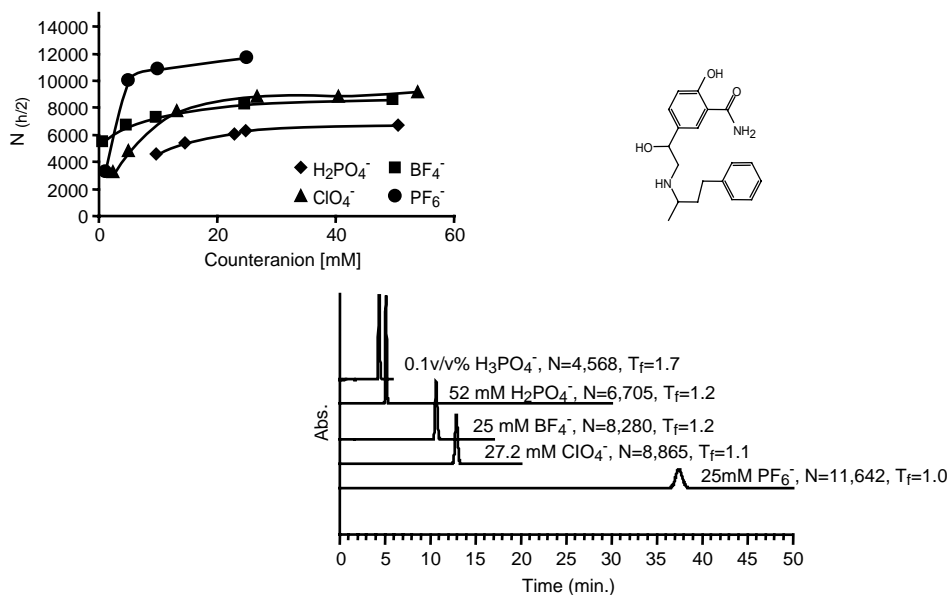 14000
12000
10000
8000
6000
4000
2000
0
N (h/2)
H2PO4-
BF4-
ClO4-
PF6-
0 20 40 60
Counteranion [mM]
OH
O
NH2
HO
HN
0.1v/v% H3PO4-, N=4,568, Tf=1.7
52 mM H2PO4-, N=6,705, Tf=1.2
25 mM BF4-, N=8,280, Tf=1.2
27.2 mM ClO4-, N=8,865, Tf=1.1
25mM PF6-, N=11,642, Tf=1.0
Abs.
0 5 10 15 20 25 30 35 40 45 50
Time (min.)